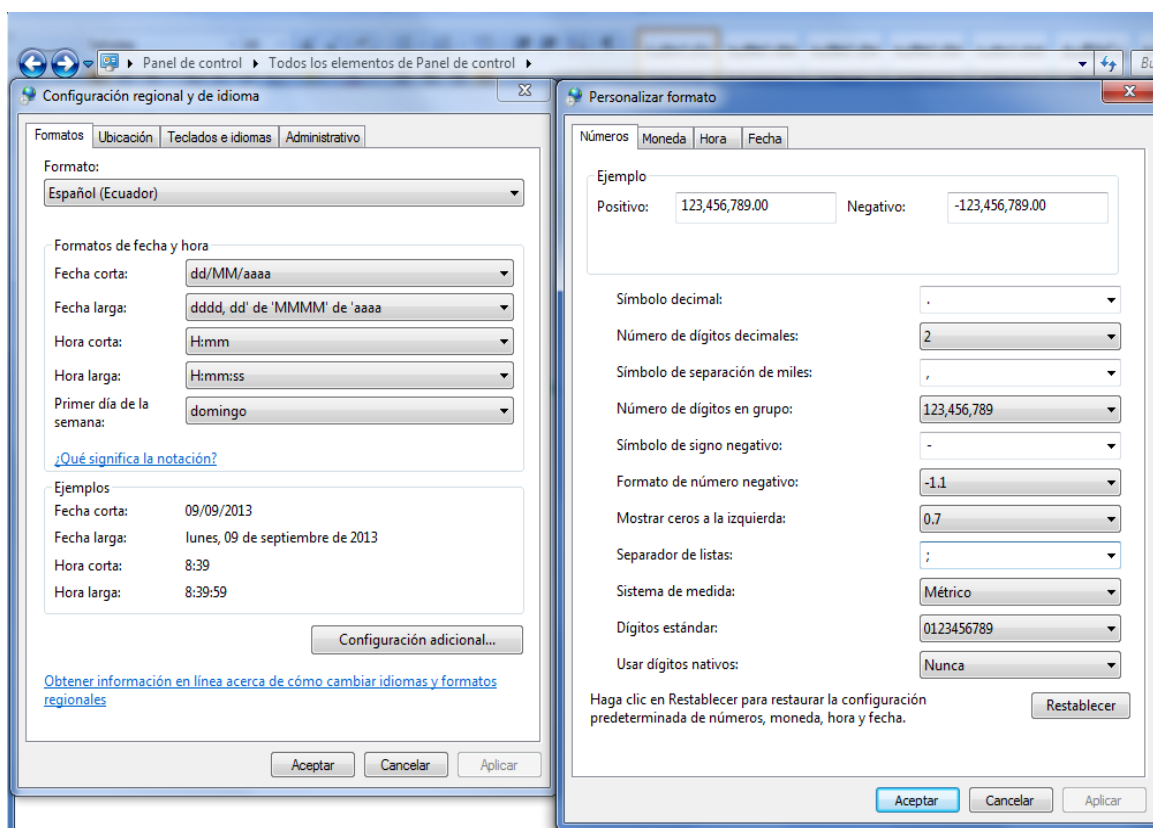 Panel de control ▸ Todos los elementos de Panel de control ▸
Bu
Configuración regional y de idioma
Formatos Ubicación Teclados e idiomas Administrativo
Formato:
Español (Ecuador)
Formatos de fecha y hora
Fecha corta: dd/MM/aaaa
Fecha larga: dddd, dd' de 'MMMM' de 'aaaa
Hora corta: H:mm
Hora larga: H:mm:ss
Primer día de la
semana: domingo
¿Qué significa la notación?
Ejemplos
Fecha corta: 09/09/2013
Fecha larga: lunes, 09 de septiembre de 2013
Hora corta: 8:39
Hora larga: 8:39:59
Configuración adicional...
Obtener información en línea acerca de cómo cambiar idiomas y formatos
regionales
Aceptar Cancelar Aplicar
Personalizar formato
Números Moneda Hora Fecha
Ejemplo
Positivo: 123,456,789.00 Negativo: -123,456,789.00
Símbolo decimal: .
Número de dígitos decimales: 2
Símbolo de separación de miles: ,
Número de dígitos en grupo: 123,456,789
Símbolo de signo negativo: -
Formato de número negativo: -1.1
Mostrar ceros a la izquierda: 0.7
Separador de listas: ;
Sistema de medida: Métrico
Dígitos estándar: 0123456789
Usar dígitos nativos: Nunca
Haga clic en Restablecer para restaurar la configuración
predeterminada de números, moneda, hora y fecha.
Restablecer
Aceptar Cancelar Aplicar